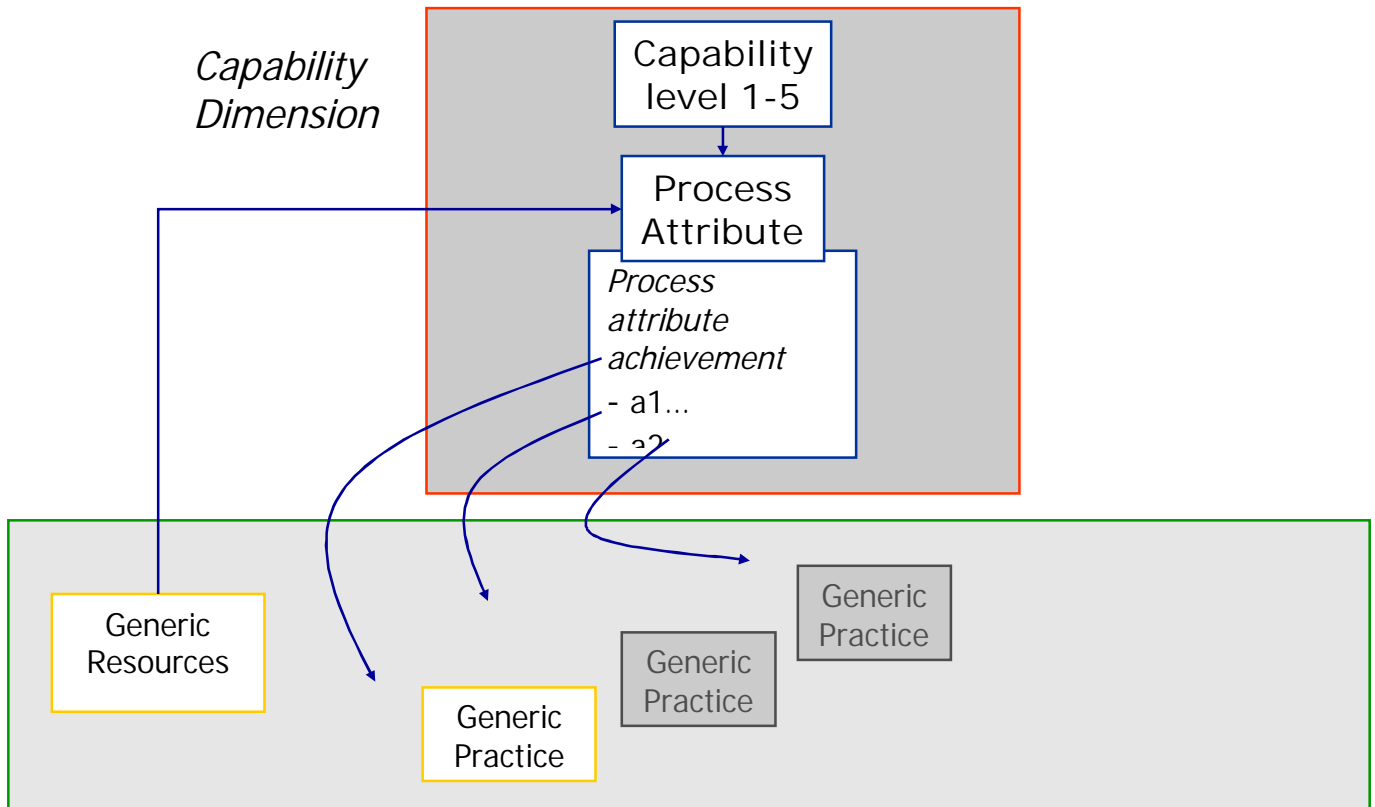 Capability
Dimension
Capability
level 1-5
Process
Attribute
Process
attribute
achievement
- a1...
- a2
Generic
Resources
Generic
Practice
Generic
Practice
Generic
Practice